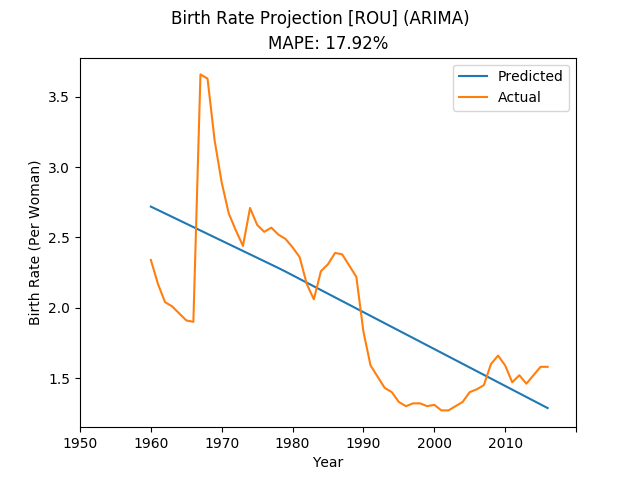 Birth Rate Projection [ROU] (ARIMA)
MAPE: 17.92%
Predicted
Actual
Birth Rate (Per Woman)
3.5
3.0
2.5
2.0
1.5
1950 1960 1970 1980 1990 2000 2010
Year